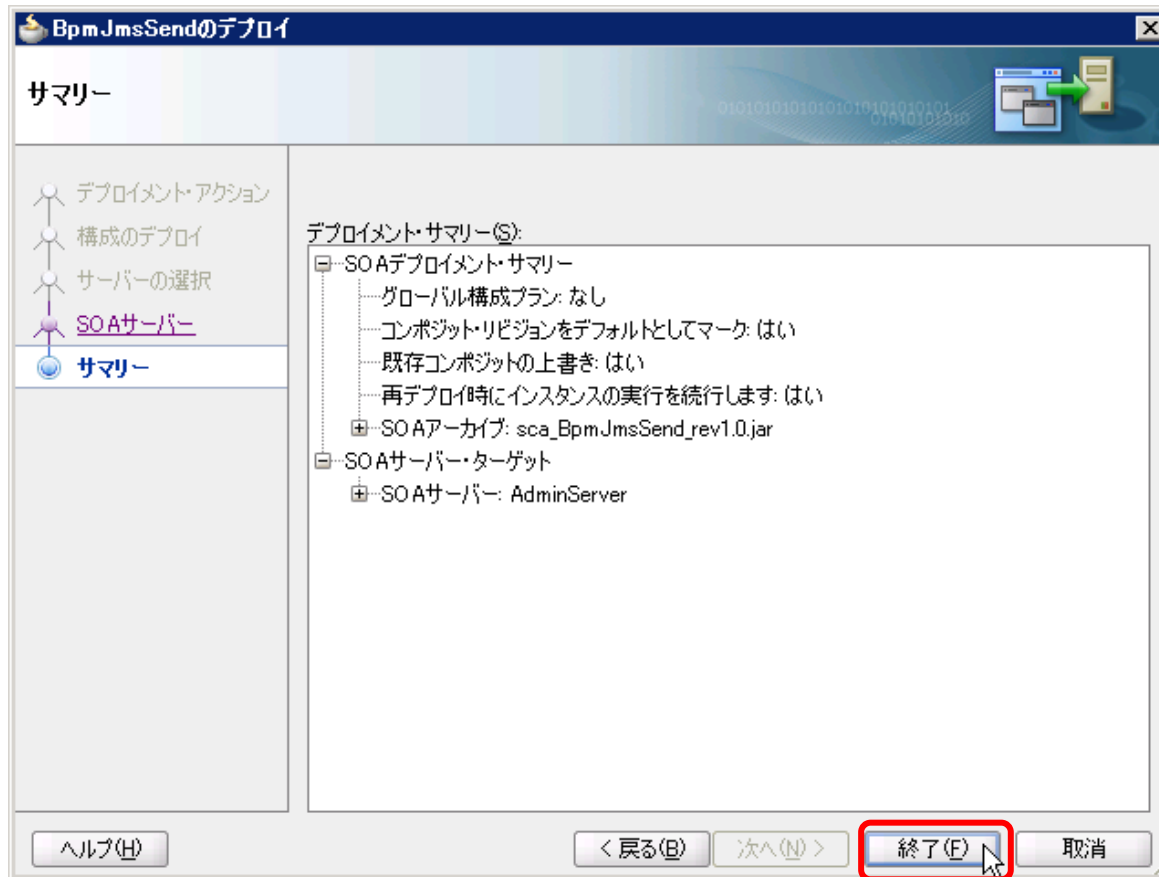 BpmJmsSendのデプロイ
サマリー
0101010101010101010101010101
01010101010
デプロイメント・アクション
構成のデプロイ
サーバーの選択
SOAサーバー
サマリー
デプロイメント・サマリー(S):
SOAデプロイメント・サマリー
グローバル構成プラン: なし
コンポジット・リビジョンをデフォルトとしてマーク: はい
既存コンポジットの上書き: はい
再デプロイ時にインスタンスの実行を続行します: はい
SOAアーカイブ: sca_BpmJmsSend_rev1.0.jar
SOAサーバー・ターゲット
SOAサーバー: AdminServer
ヘルプ(H)
< 戻る(B)
次へ(N) >
終了(F)
取消